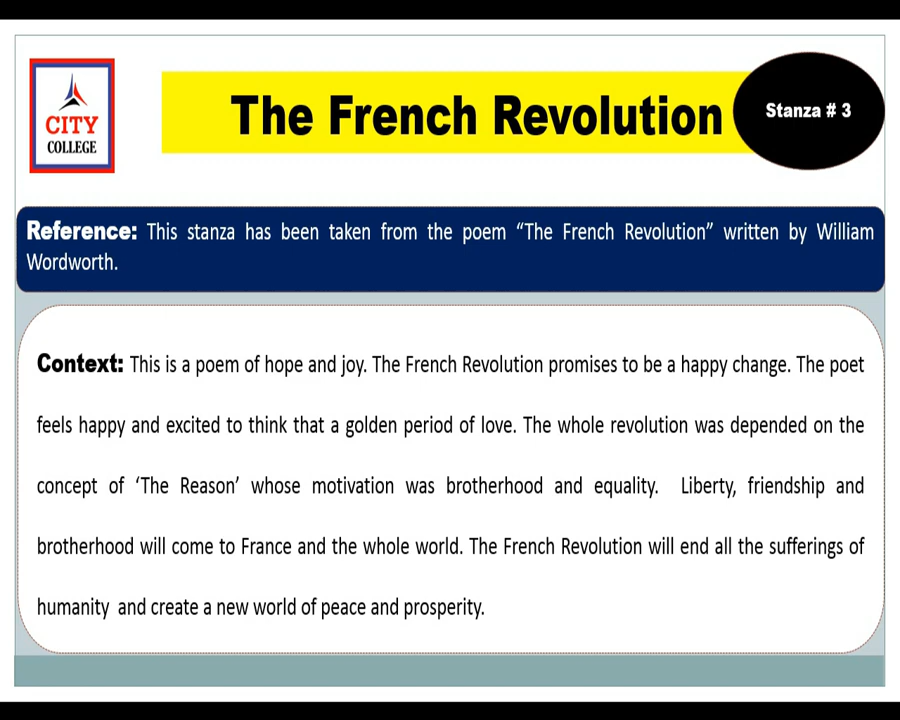 CITY
COLLEGE
The French Revolution
Stanza # 3
Reference: This stanza has been taken from the poem “The French Revolution” written by William
Wordworth.
Context: This is a poem of hope and joy. The French Revolution promises to be a happy change. The poet
feels happy and excited to think that a golden period of love. The whole revolution was depended on the
concept of ‘The Reason’ whose motivation was brotherhood and equality. Liberty, friendship and
brotherhood will come to France and the whole world. The French Revolution will end all the sufferings of
humanity and create a new world of peace and prosperity.